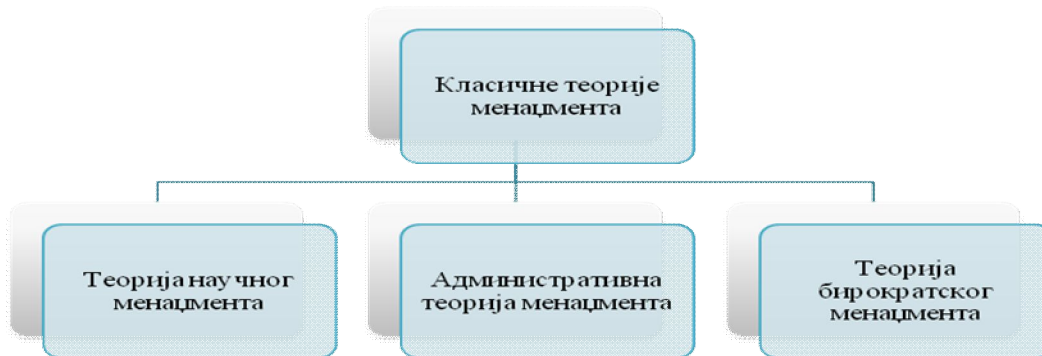 Класичне теорије
менаџмента
Теорија научног
менаџмента
Административна
теорија менаџмента
Теорија
бирократског
менаџмента